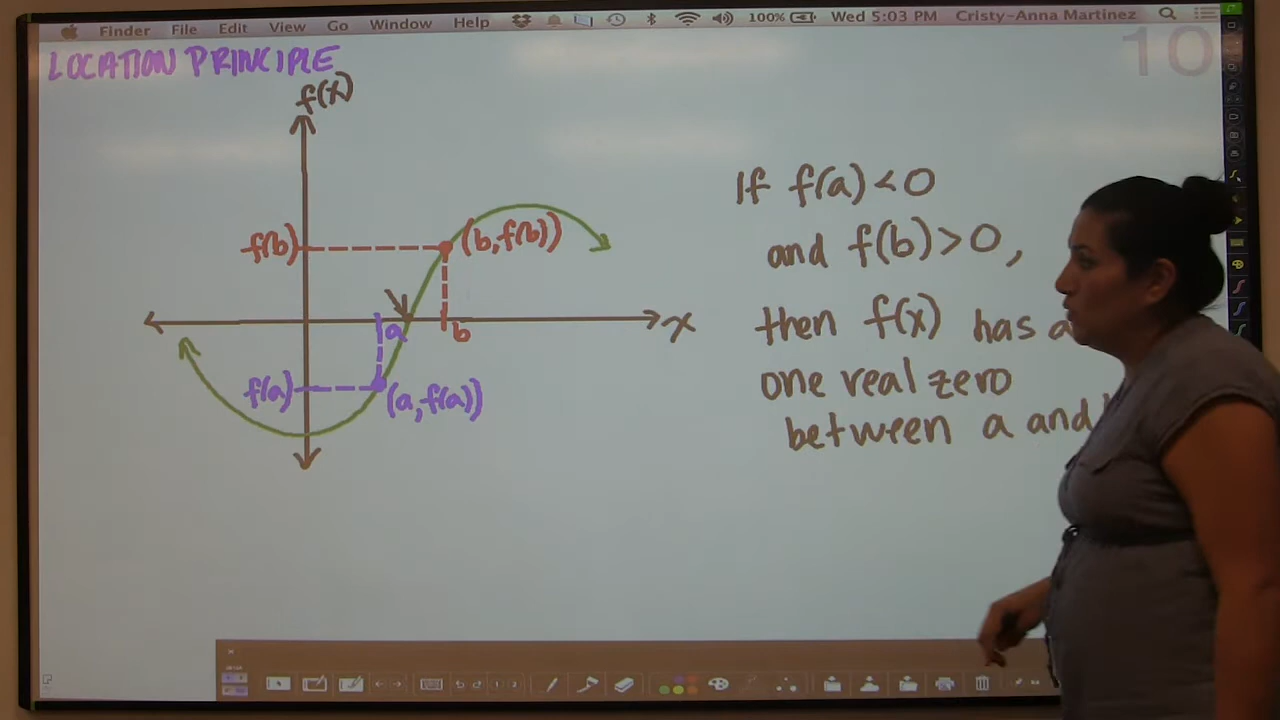 Finder File Edit View Go Window Help 100% Wed 5:03 PM Cristy-Anna Martinez
10
LOCATION PRINCIPLE
f(x)
If f(a) < 0
f(b) (b, f(b))
and f(b) > 0,
a b x
then f(x) has
f(a) (a, f(a))
one real zero
between a and